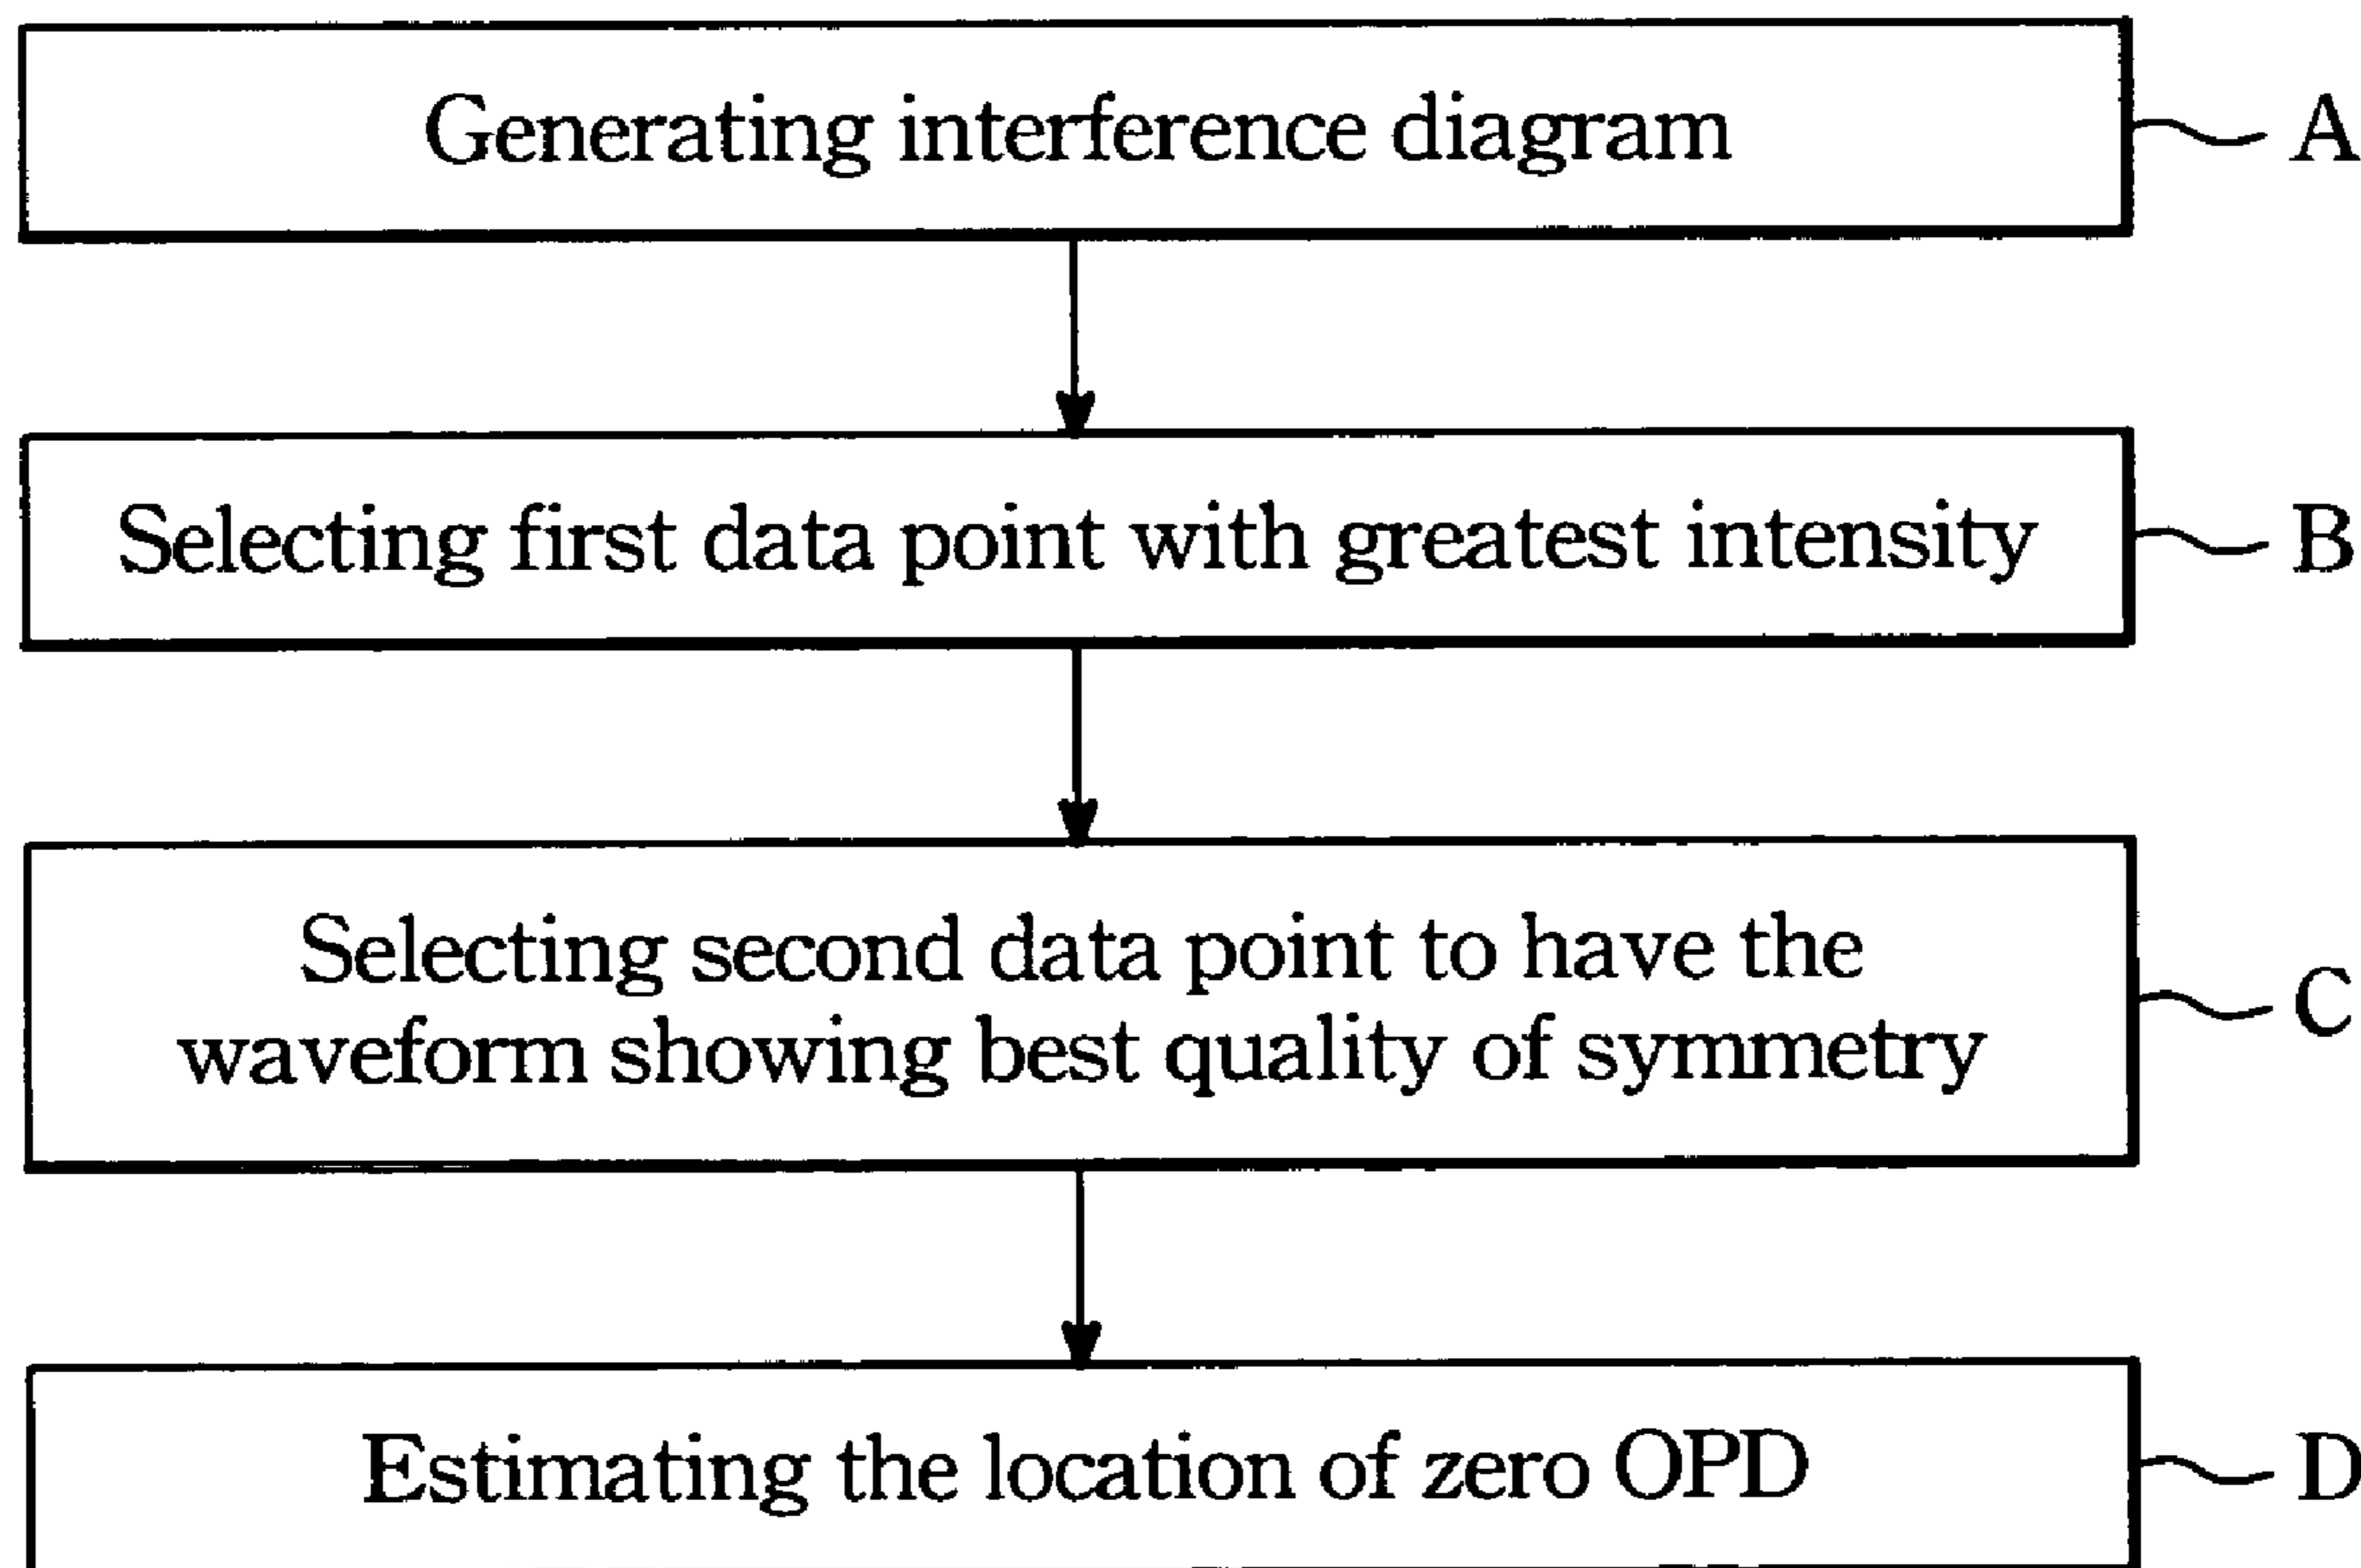 Generating interference diagram
A
Selecting first data point with greatest intensity
B
Selecting second data point to have the
waveform showing best quality of symmetry
C
Estimating the location of zero OPD
D